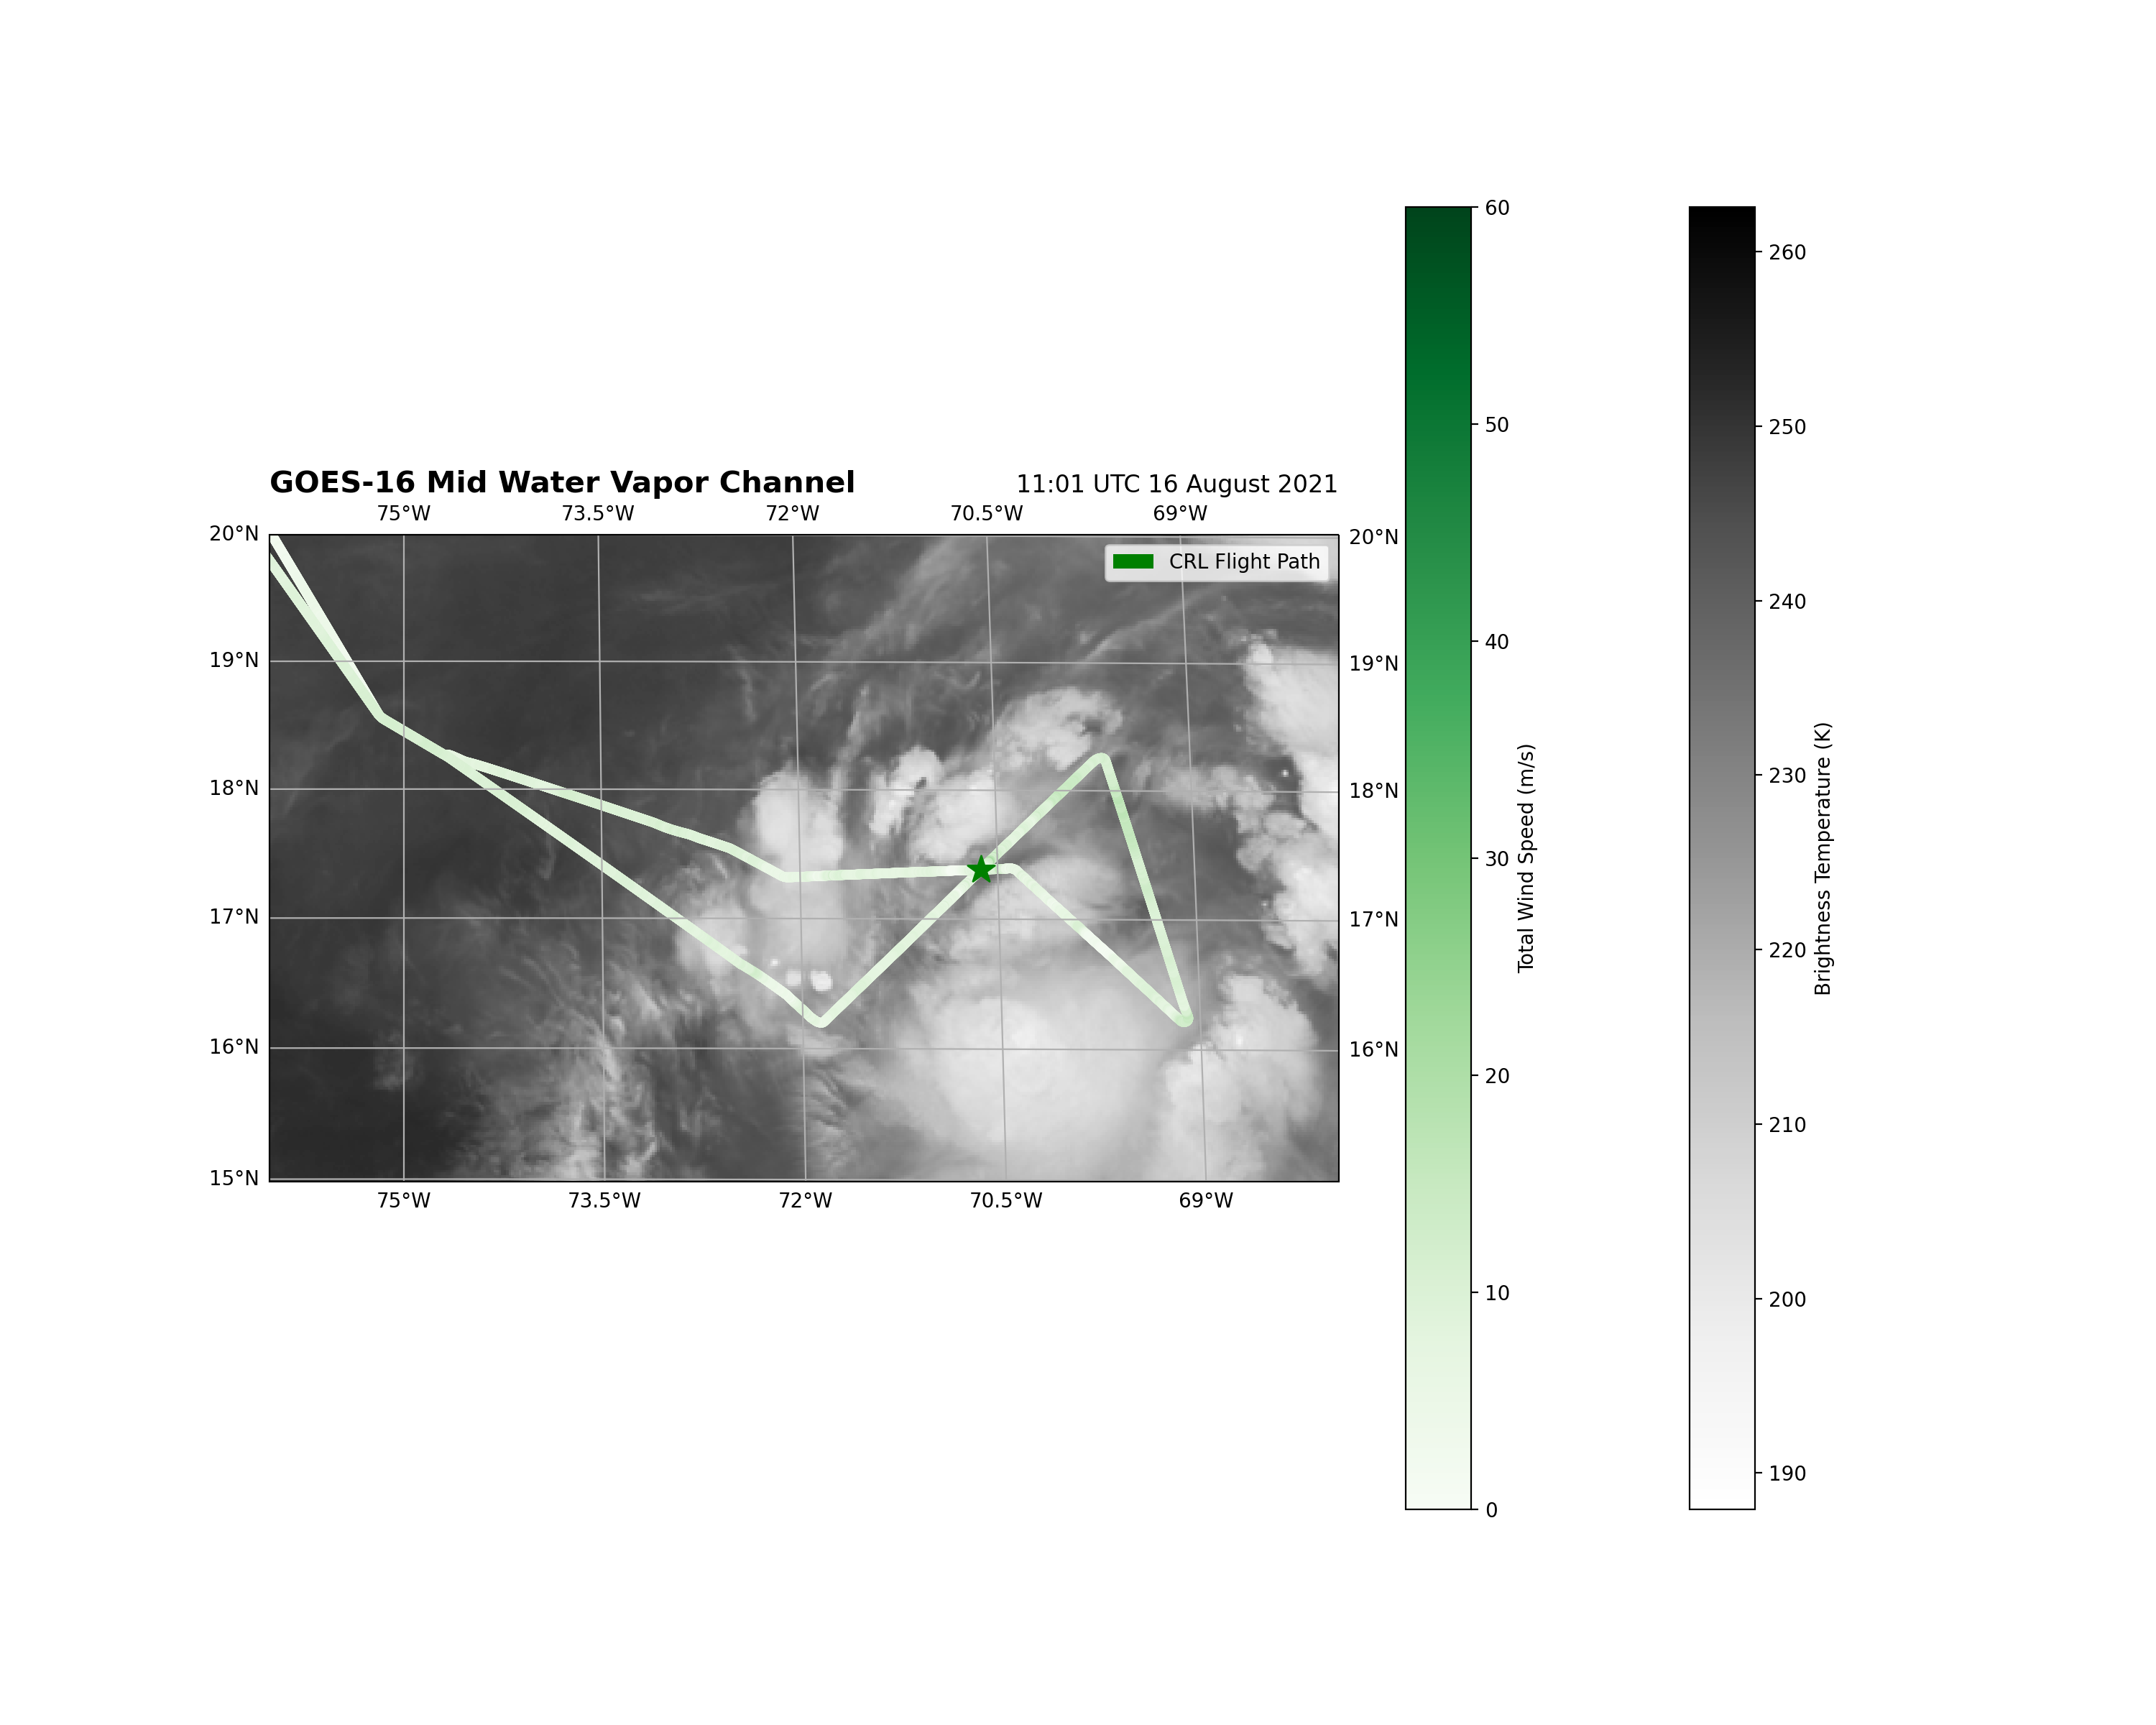 GOES-16 Mid Water Vapor Channel
11:01 UTC 16 August 2021
75°W 73.5°W 72°W 70.5°W 69°W
20°N
19°N
18°N
17°N
16°N
15°N
CRL Flight Path
20°N
19°N
18°N
17°N
16°N
75°W 73.5°W 72°W 70.5°W 69°W
60
50
40
30
20
10
0
Total Wind Speed (m/s)
260
250
240
230
220
210
200
190
Brightness Temperature (K)